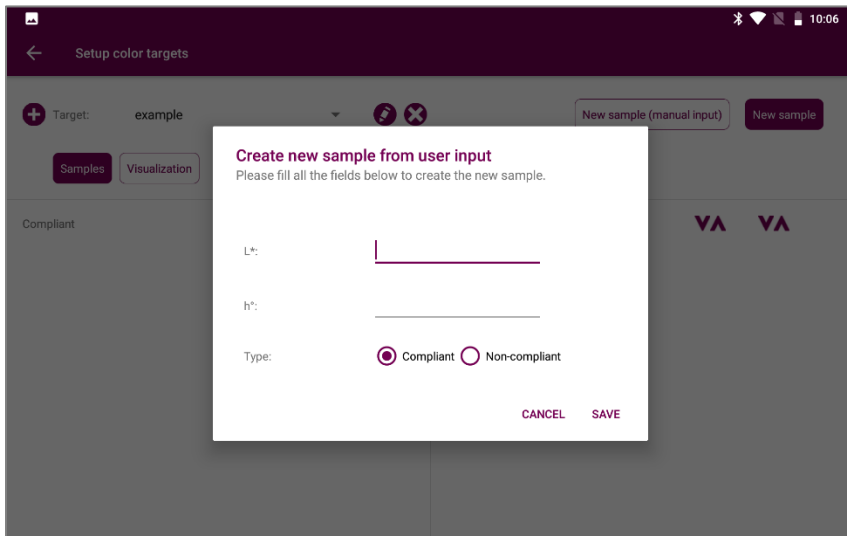 10:06
Setup color targets
Target: example New sample (manual input) New sample
Create new sample from user input
Please fill all the fields below to create the new sample.
Samples Visualization
Compliant
L*:
h°:
Type: Compliant Non-compliant
CANCEL SAVE